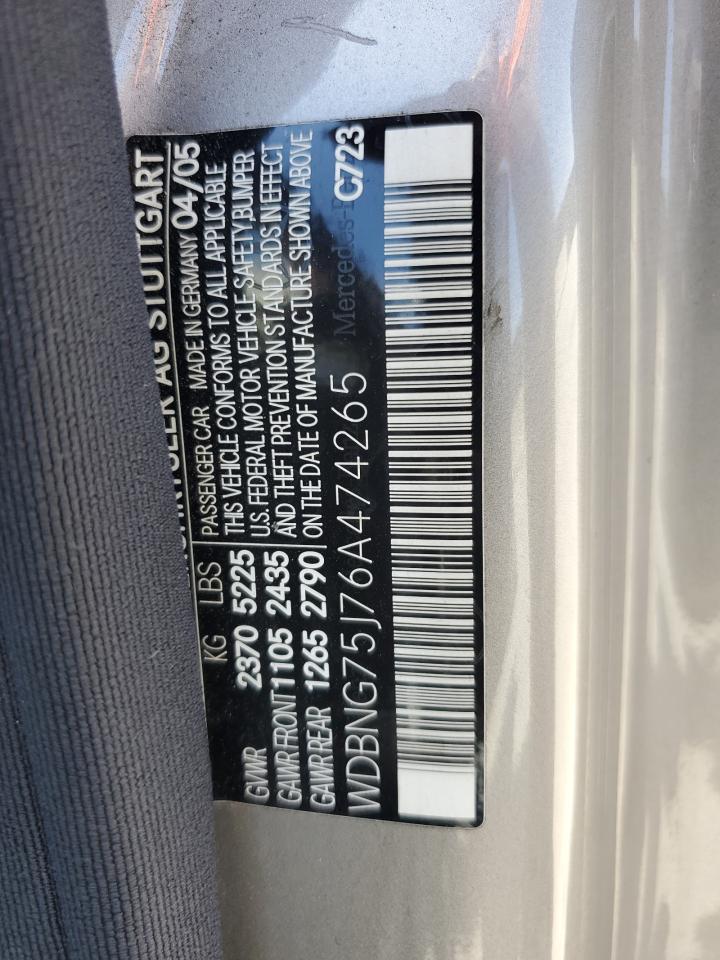 AG STUTTGART
PASSENGER CAR MADE IN GERMANY 04/05
KG LBS THIS VEHICLE CONFORMS TO ALL APPLICABLE
GVWR 2370 5225 U.S. FEDERAL MOTOR VEHICLE SAFETY,BUMPER
GAWR FRONT 1105 2435 AND THEFT PREVENTION STANDARDS IN EFFECT
GAWR REAR 1265 2790 ON THE DATE OF MANUFACTURE SHOWN ABOVE
WDBNG75J76A474265 C723